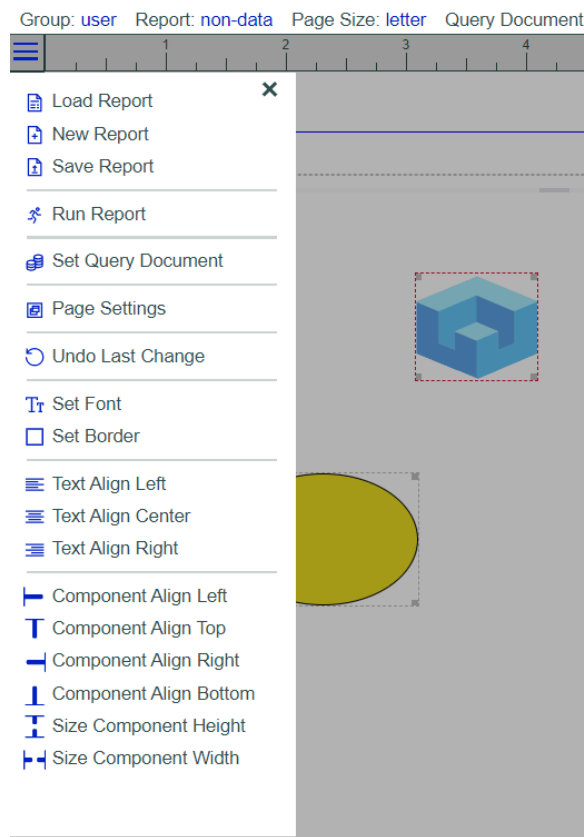 Group: user Report: non-data Page Size: letter Query Document
1 2 3 4
Load Report
New Report
Save Report
Run Report
Set Query Document
Page Settings
Undo Last Change
Set Font
Set Border
Text Align Left
Text Align Center
Text Align Right
Component Align Left
Component Align Top
Component Align Right
Component Align Bottom
Size Component Height
Size Component Width